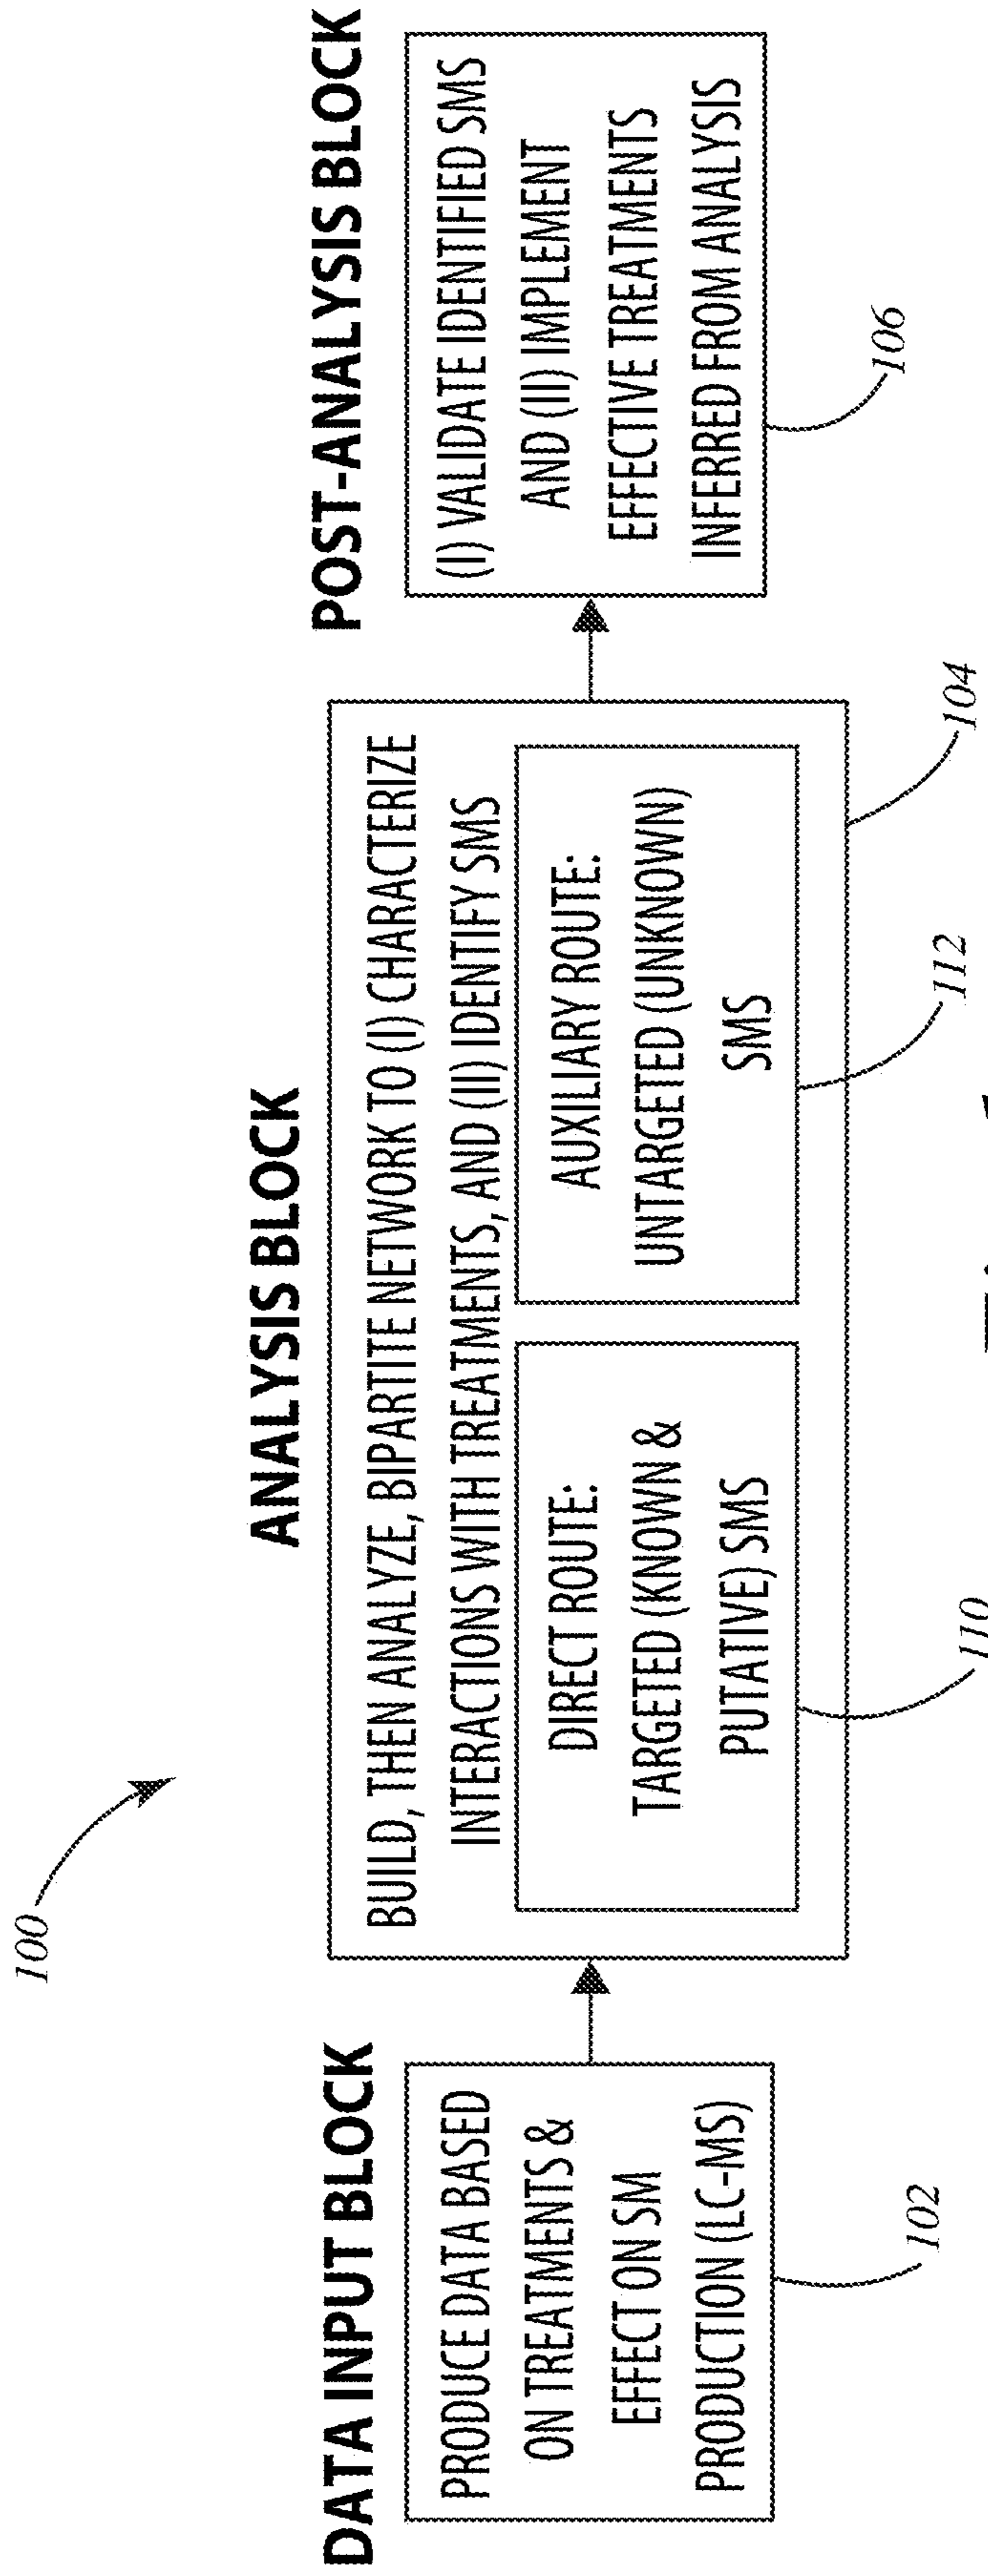 100
DATA INPUT BLOCK
PRODUCE DATA BASED
ON TREATMENTS &
EFFECT ON SM
PRODUCTION (LC-MS)
102
ANALYSIS BLOCK
BUILD, THEN ANALYZE, BIPARTITE NETWORK TO (I) CHARACTERIZE
INTERACTIONS WITH TREATMENTS, AND (II) IDENTIFY SMS
DIRECT ROUTE:
TARGETED (KNOWN &
PUTATIVE) SMS
110
AUXILIARY ROUTE:
UNTARGETED (UNKNOWN)
SMS
112
104
POST-ANALYSIS BLOCK
(I) VALIDATE IDENTIFIED SMS
AND (II) IMPLEMENT
EFFECTIVE TREATMENTS
INFERRED FROM ANALYSIS
106